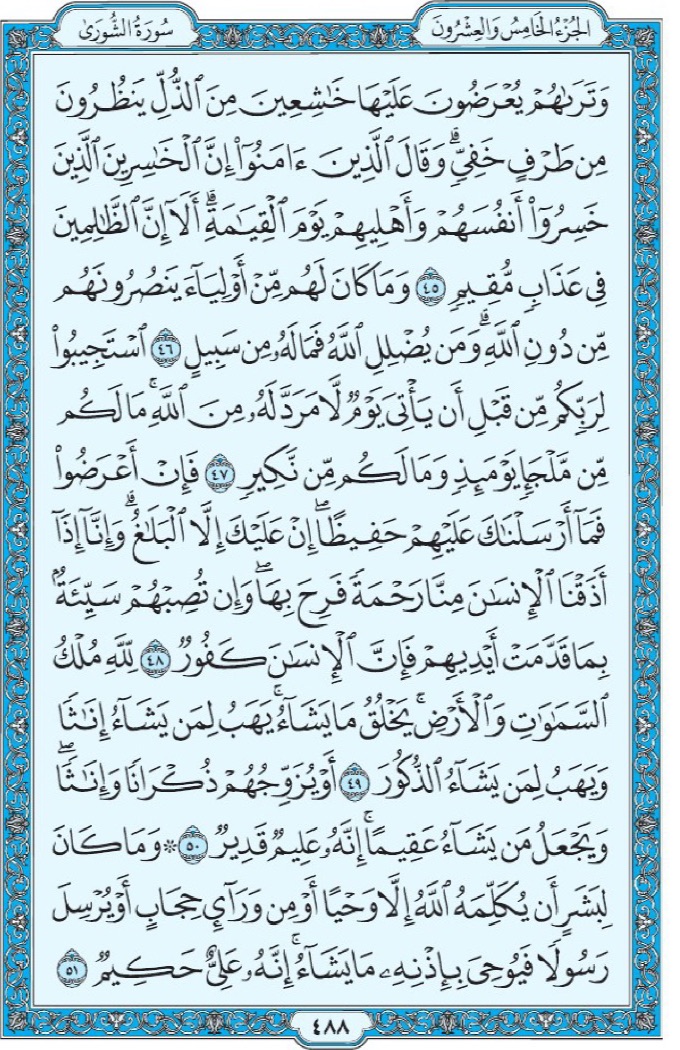 الجُزْءُ الخَامِسُ وَالعِشْرُونَ
سُورَةُ الشُّورَىٰ
وَتَرَىٰهُمْ يُعْرَضُونَ عَلَيْهَا خَٰشِعِينَ مِنَ ٱلذُّلِّ يَنظُرُونَ
مِن طَرْفٍ خَفِيٍّۗ وَقَالَ ٱلَّذِينَ ءَامَنُوٓا۟ إِنَّ ٱلْخَٰسِرِينَ ٱلَّذِينَ
خَسِرُوٓا۟ أَنفُسَهُمْ وَأَهْلِيهِمْ يَوْمَ ٱلْقِيَٰمَةِۗ أَلَآ إِنَّ ٱلظَّٰلِمِينَ
فِى عَذَابٍ مُّقِيمٍ ٤٥ وَمَا كَانَ لَهُم مِّنْ أَوْلِيَآءَ يَنصُرُونَهُم
مِّن دُونِ ٱللَّهِۗ وَمَن يُضْلِلِ ٱللَّهُ فَمَا لَهُۥ مِن سَبِيلٍ ٤٦ ٱسْتَجِيبُوا۟
لِرَبِّكُم مِّن قَبْلِ أَن يَأْتِىَ يَوْمٌ لَّا مَرَدَّ لَهُۥ مِنَ ٱللَّهِۚ مَا لَكُم
مِّن مَّلْجَإٍ يَوْمَئِذٍ وَمَا لَكُم مِّن نَّكِيرٍ ٤٧ فَإِنْ أَعْرَضُوا۟
فَمَآ أَرْسَلْنَٰكَ عَلَيْهِمْ حَفِيظًاۖ إِنْ عَلَيْكَ إِلَّا ٱلْبَلَٰغُۗ وَإِنَّآ إِذَآ
أَذَقْنَا ٱلْإِنسَٰنَ مِنَّا رَحْمَةً فَرِحَ بِهَاۖ وَإِن تُصِبْهُمْ سَيِّئَةٌۢ
بِمَا قَدَّمَتْ أَيْدِيهِمْ فَإِنَّ ٱلْإِنسَٰنَ كَفُورٌ ٤٨ لِّلَّهِ مُلْكُ
ٱلسَّمَٰوَٰتِ وَٱلْأَرْضِۚ يَخْلُقُ مَا يَشَآءُۚ يَهَبُ لِمَن يَشَآءُ إِنَٰثًا
وَيَهَبُ لِمَن يَشَآءُ ٱلذُّكُورَ ٤٩ أَوْ يُزَوِّجُهُمْ ذُكْرَانًا وَإِنَٰثًاۖ
وَيَجْعَلُ مَن يَشَآءُ عَقِيمًاۚ إِنَّهُۥ عَلِيمٌ قَدِيرٌ ٥٠ ۞ وَمَا كَانَ
لِبَشَرٍ أَن يُكَلِّمَهُ ٱللَّهُ إِلَّا وَحْيًا أَوْ مِن وَرَآئِ حِجَابٍ أَوْ يُرْسِلَ
رَسُولًا فَيُوحِىَ بِإِذْنِهِۦ مَا يَشَآءُۚ إِنَّهُۥ عَلِىٌّ حَكِيمٌ ٥١
٤٨٨